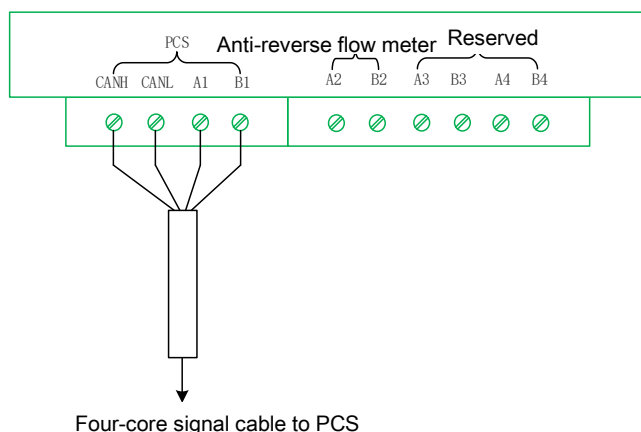 PCS Anti-reverse flow meter Reserved
CANH CANL A1 B1 A2 B2 A3 B3 A4 B4
Four-core signal cable to PCS